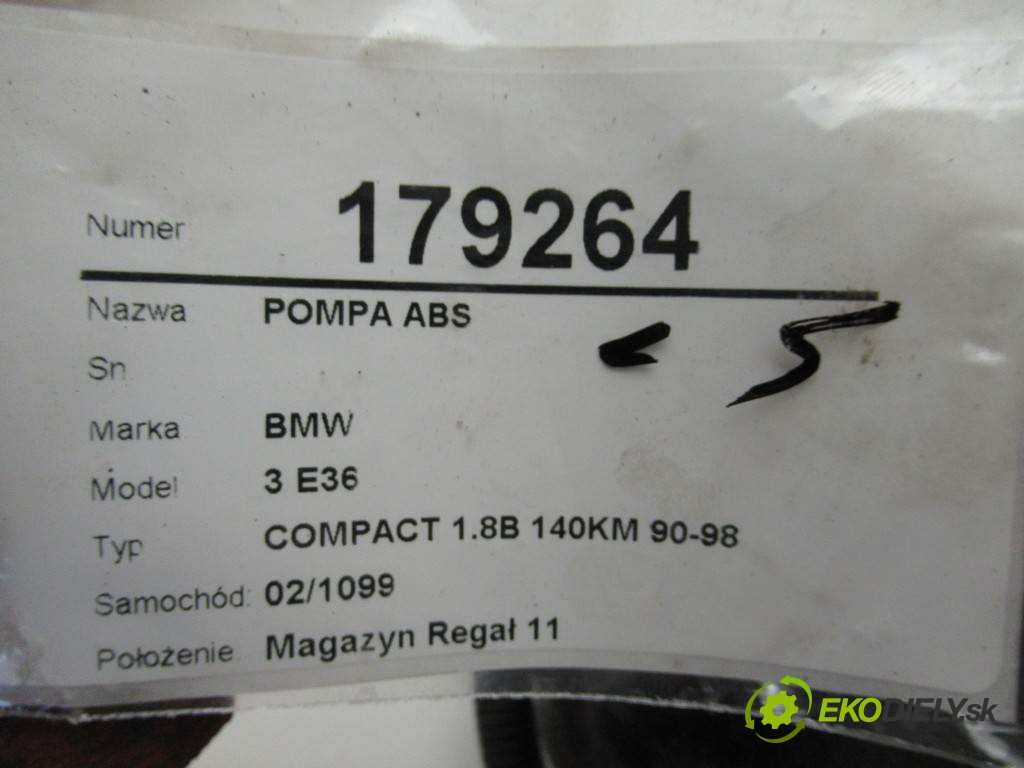 Numer 179264
Nazwa POMPA ABS
Sn
Marka BMW
Model 3 E36
Typ COMPACT 1.8B 140KM 90-98
Samochód: 02/1099
Położenie Magazyn Regał 11
EKODIELY.sk